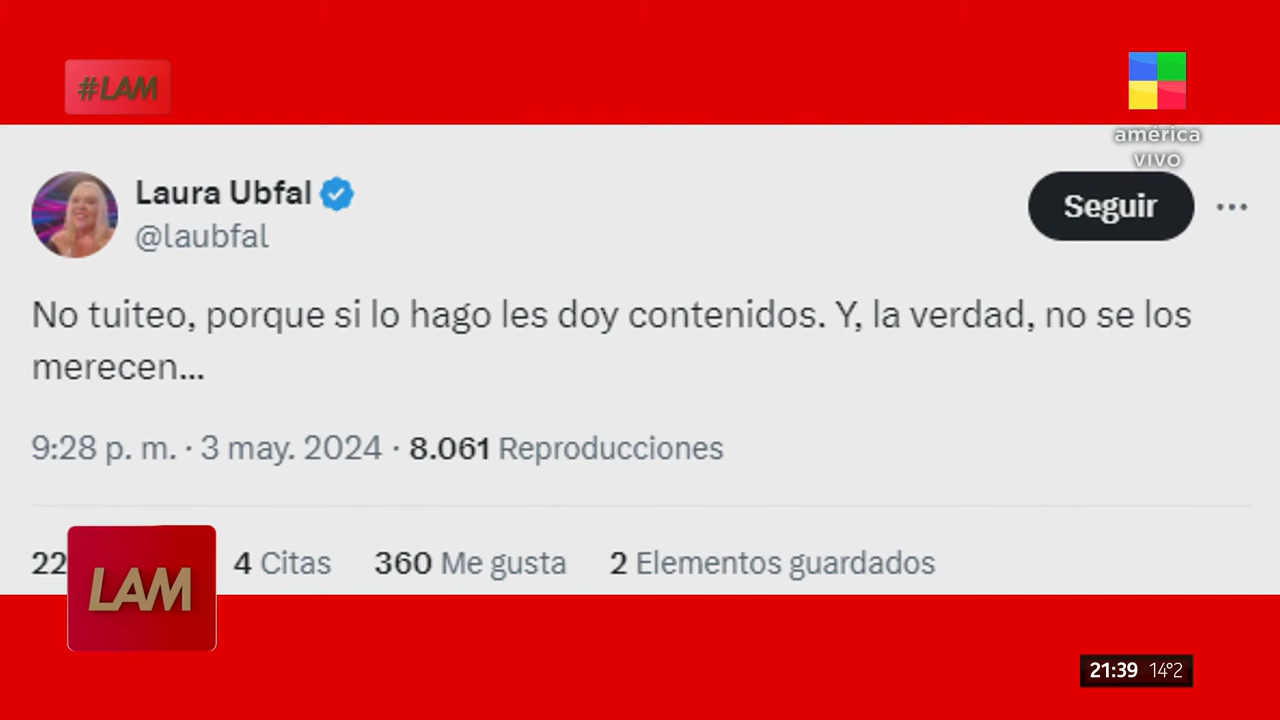 #LAM
américa
VIVO
Laura Ubfal
@laubfal
Seguir
No tuiteo, porque si lo hago les doy contenidos. Y, la verdad, no se los
merecen...
9:28 p. m. · 3 may. 2024 · 8.061 Reproducciones
22 4 Citas 360 Me gusta 2 Elementos guardados
LAM
21:39 14°2